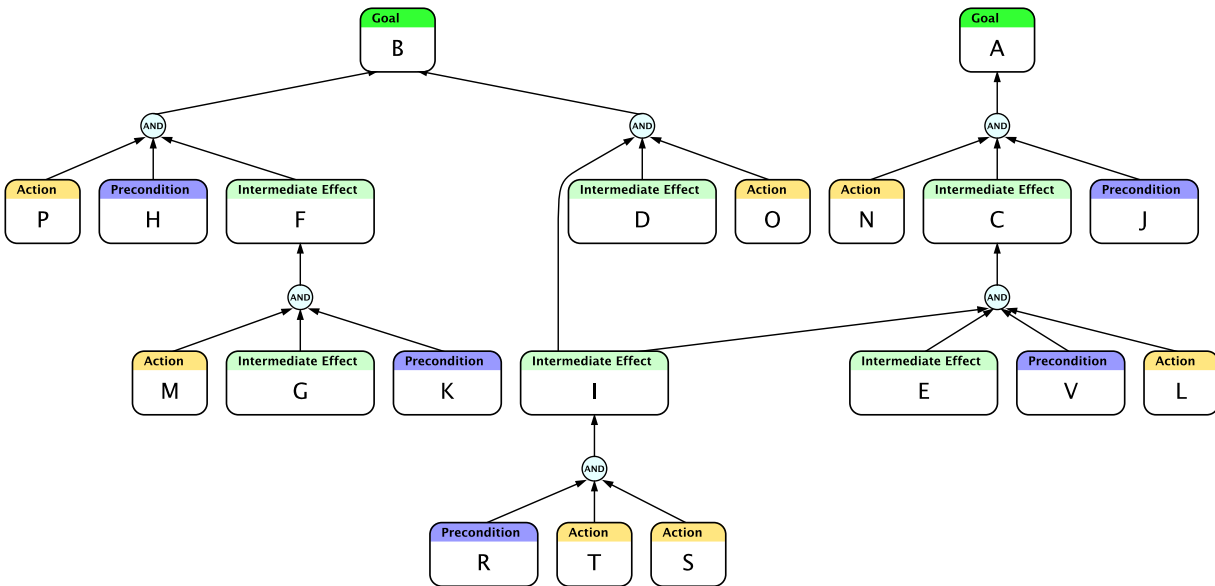 Goal
B
Goal
A
AND
AND
AND
Action
P
Precondition
H
Intermediate Effect
F
Intermediate Effect
D
Action
O
Action
N
Intermediate Effect
C
Precondition
J
AND
AND
Action
M
Intermediate Effect
G
Precondition
K
Intermediate Effect
I
Intermediate Effect
E
Precondition
V
Action
L
AND
Precondition
R
Action
T
Action
S